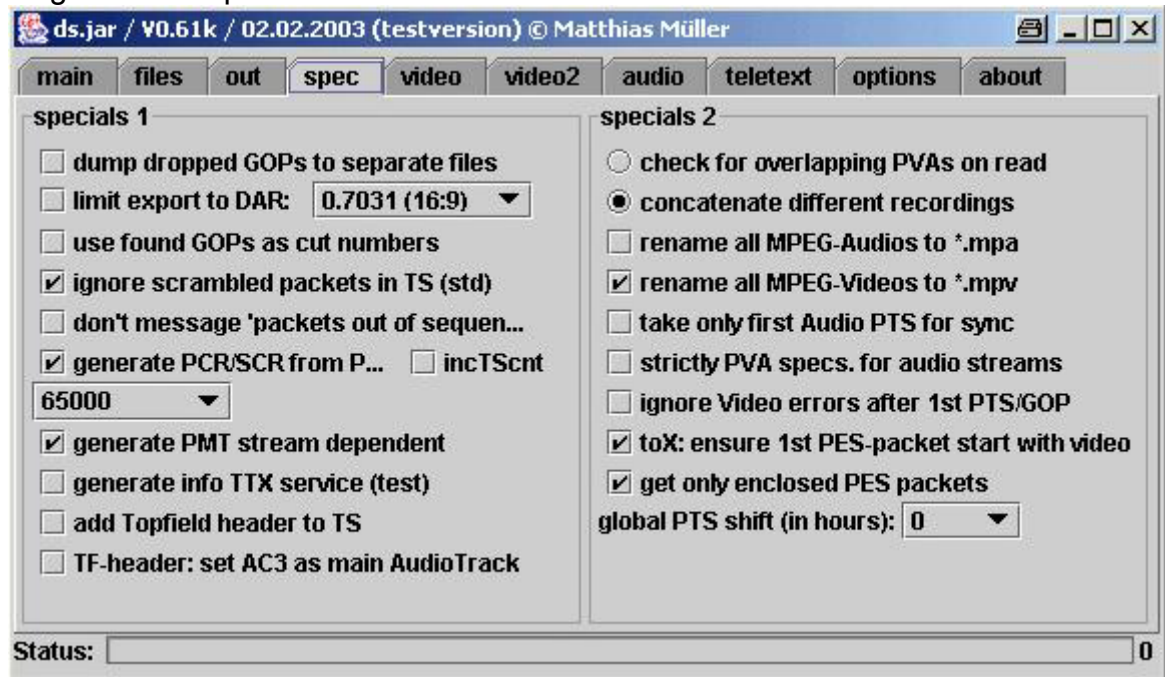 ds.jar / V0.61k / 02.02.2003 (testversion) © Matthias Müller
main files out spec video video2 audio teletext options about
specials 1
dump dropped GOPs to separate files
limit export to DAR: 0.7031 (16:9)
use found GOPs as cut numbers
ignore scrambled packets in TS (std)
don't message 'packets out of sequen...
generate PCR/SCR from P... incTScnt
65000
generate PMT stream dependent
generate info TTX service (test)
add Topfield header to TS
TF-header: set AC3 as main AudioTrack
specials 2
check for overlapping PVAs on read
concatenate different recordings
rename all MPEG-Audios to *.mpa
rename all MPEG-Videos to *.mpv
take only first Audio PTS for sync
strictly PVA specs. for audio streams
ignore Video errors after 1st PTS/GOP
toX: ensure 1st PES-packet start with video
get only enclosed PES packets
global PTS shift (in hours): 0
Status: 0